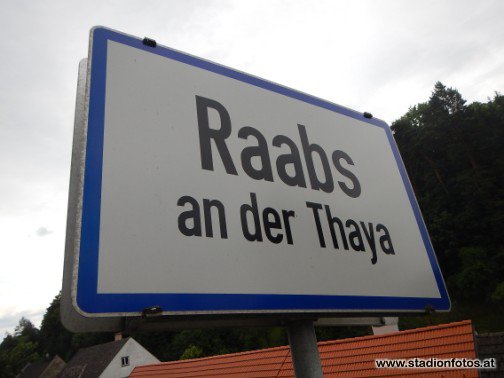 Raabs
an der Thaya
www.stadionfotos.at